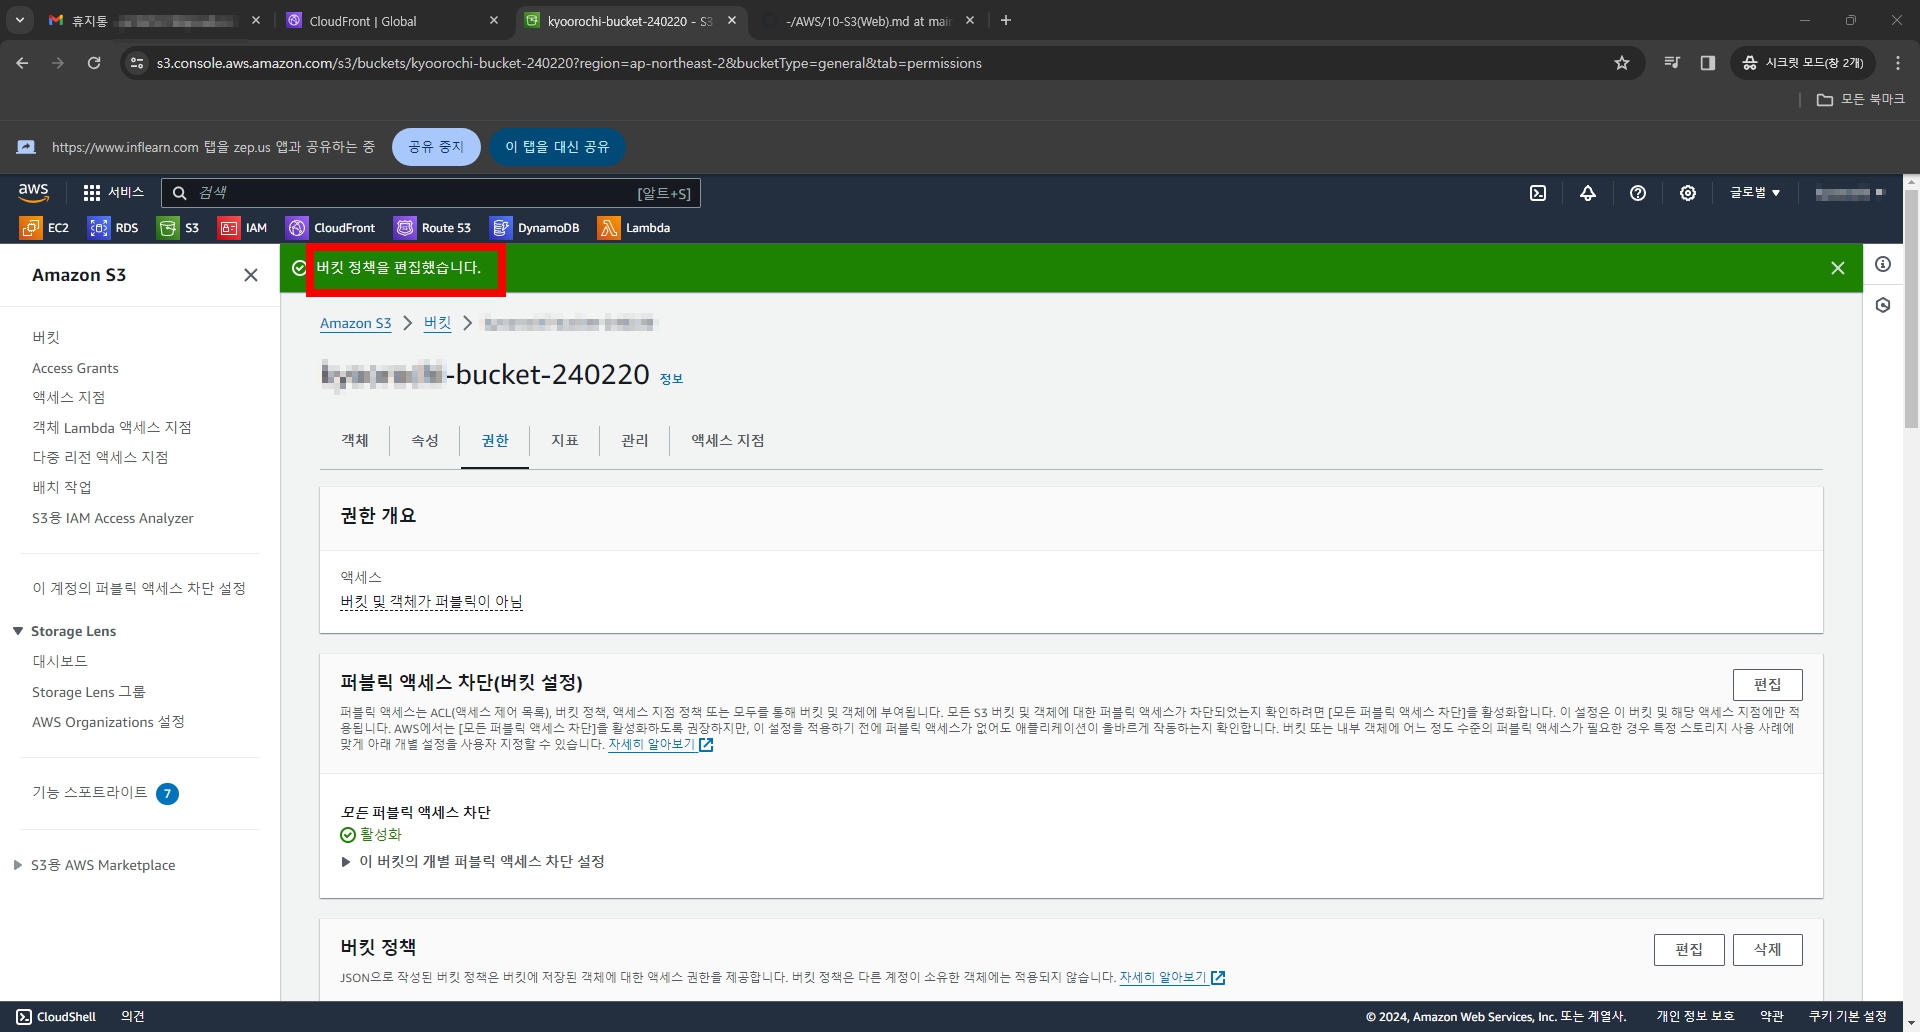 휴지통
CloudFront | Global
kyoorochi-bucket-240220 - S3
-/AWS/10-S3(Web).md at main
s3.console.aws.amazon.com/s3/buckets/kyoorochi-bucket-240220?region=ap-northeast-2&bucketType=general&tab=permissions
시크릿 모드(창 2개)
모든 북마크
https://www.inflearn.com 탭을 zep.us 앱과 공유하는 중
공유 중지
이 탭을 대신 공유
aws
서비스
검색
[알트+S]
글로벌
EC2
RDS
S3
IAM
CloudFront
Route 53
DynamoDB
Lambda
Amazon S3
버킷 정책을 편집했습니다.
버킷
Access Grants
액세스 지점
객체 Lambda 액세스 지점
다중 리전 액세스 지점
배치 작업
S3용 IAM Access Analyzer
이 계정의 퍼블릭 액세스 차단 설정
Storage Lens
대시보드
Storage Lens 그룹
AWS Organizations 설정
기능 스포트라이트 7
S3용 AWS Marketplace
Amazon S3
버킷
-bucket-240220 정보
객체
속성
권한
지표
관리
액세스 지점
권한 개요
액세스
버킷 및 객체가 퍼블릭이 아님
퍼블릭 액세스 차단(버킷 설정)
편집
퍼블릭 액세스는 ACL(액세스 제어 목록), 버킷 정책, 액세스 지점 정책 또는 모두를 통해 버킷 및 객체에 부여됩니다. 모든 S3 버킷 및 객체에 대한 퍼블릭 액세스가 차단되었는지 확인하려면 [모든 퍼블릭 액세스 차단]을 활성화합니다. 이 설정은 이 버킷 및 해당 액세스 지점에만 적
용됩니다. AWS에서는 [모든 퍼블릭 액세스 차단]을 활성화하도록 권장하지만, 이 설정을 적용하기 전에 퍼블릭 액세스가 없어도 애플리케이션이 올바르게 작동하는지 확인합니다. 버킷 또는 내부 객체에 어느 정도 수준의 퍼블릭 액세스가 필요한 경우 특정 스토리지 사용 사례에
맞게 아래 개별 설정을 사용자 지정할 수 있습니다. 자세히 알아보기
모든 퍼블릭 액세스 차단
활성화
이 버킷의 개별 퍼블릭 액세스 차단 설정
버킷 정책
편집
삭제
JSON으로 작성된 버킷 정책은 버킷에 저장된 객체에 대한 액세스 권한을 제공합니다. 버킷 정책은 다른 계정이 소유한 객체에는 적용되지 않습니다. 자세히 알아보기
CloudShell
의견
© 2024, Amazon Web Services, Inc. 또는 계열사.
개인 정보 보호
약관
쿠키 기본 설정